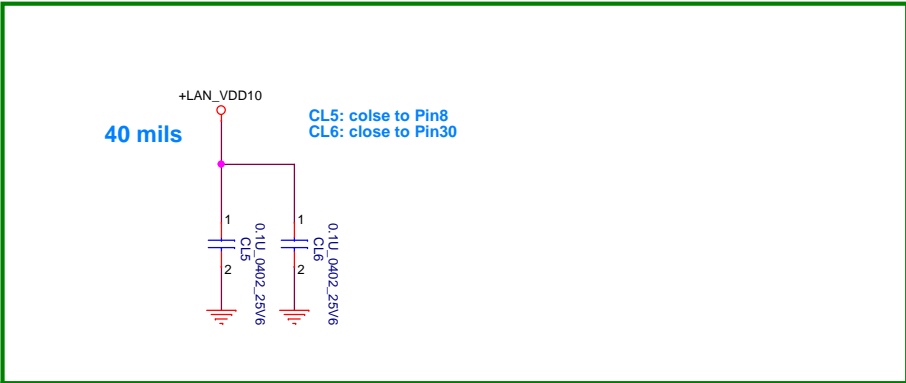 +LAN_VDD10
40 mils
CL5: colse to Pin8
CL6: close to Pin30
1
2
CL5
0.1U_0402_25V6
1
2
CL6
0.1U_0402_25V6